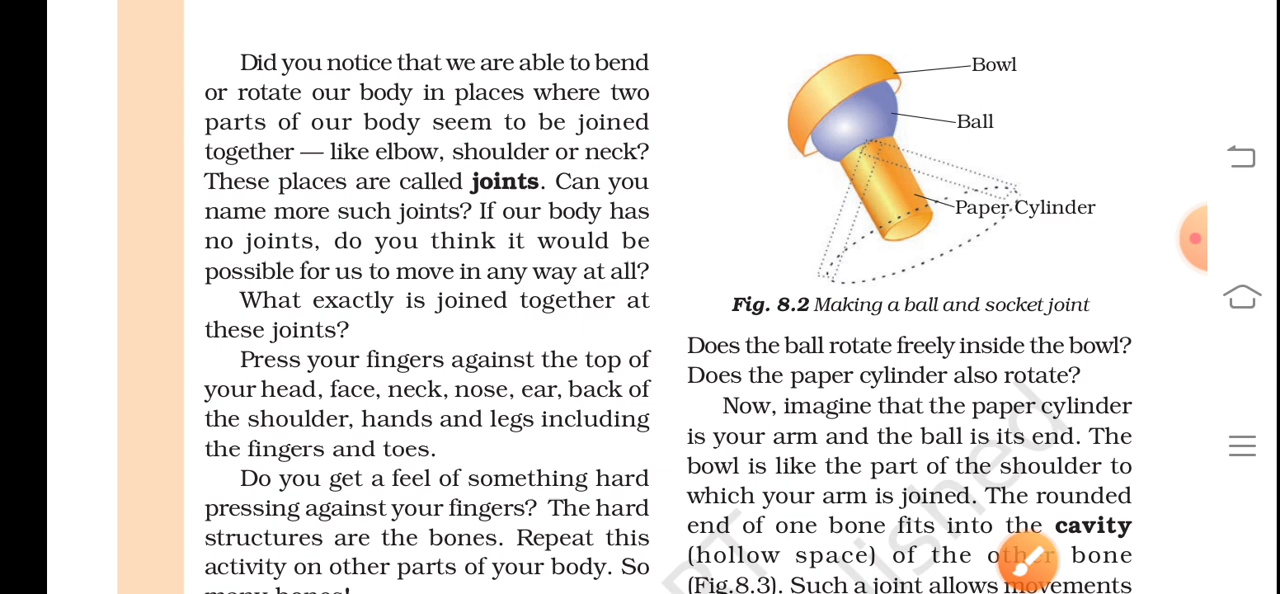 Did you notice that we are able to bend
or rotate our body in places where two
parts of our body seem to be joined
together — like elbow, shoulder or neck?
These places are called joints. Can you
name more such joints? If our body has
no joints, do you think it would be
possible for us to move in any way at all?
What exactly is joined together at
these joints?
Press your fingers against the top of
your head, face, neck, nose, ear, back of
the shoulder, hands and legs including
the fingers and toes.
Do you get a feel of something hard
pressing against your fingers? The hard
structures are the bones. Repeat this
activity on other parts of your body. So
many bones!
Bowl
Ball
Paper Cylinder
Fig. 8.2 Making a ball and socket joint
Does the ball rotate freely inside the bowl?
Does the paper cylinder also rotate?
Now, imagine that the paper cylinder
is your arm and the ball is its end. The
bowl is like the part of the shoulder to
which your arm is joined. The rounded
end of one bone fits into the cavity
(hollow space) of the other bone
(Fig.8.3). Such a joint allows movements